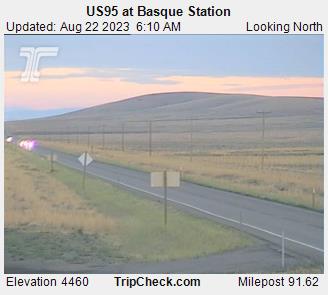 US95 at Basque Station
Updated: Aug 22 2023 6:10 AM Looking North
Elevation 4460 TripCheck.com Milepost 91.62